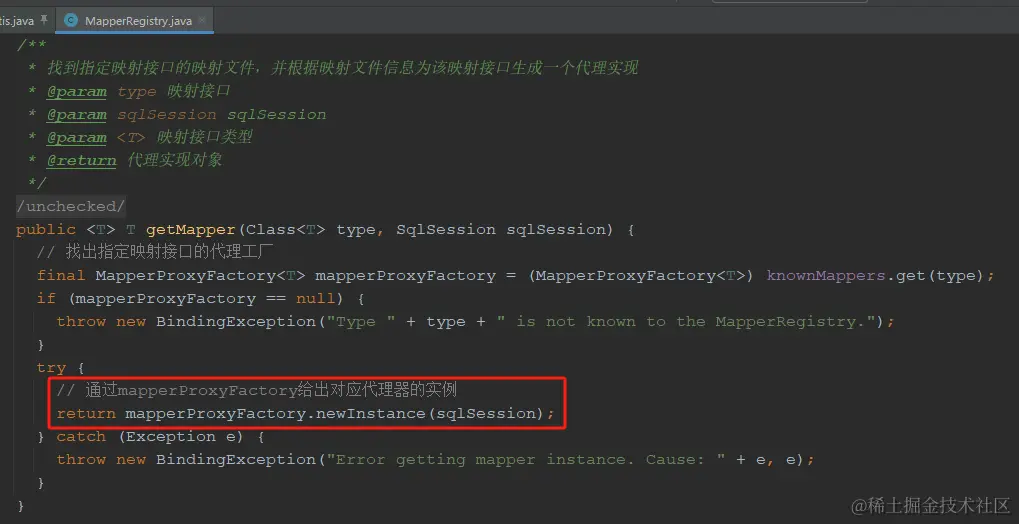 tis.java MapperRegistry.java
/**
* 找到指定映射接口的映射文件，并根据映射文件信息为该映射接口生成一个代理实现
* @param type 映射接口
* @param sqlSession sqlSession
* @param <T> 映射接口类型
* @return 代理实现对象
*/
/unchecked/
public <T> T getMapper(Class<T> type, SqlSession sqlSession) {
// 找出指定映射接口的代理工厂
final MapperProxyFactory<T> mapperProxyFactory = (MapperProxyFactory<T>) knownMappers.get(type);
if (mapperProxyFactory == null) {
throw new BindingException("Type " + type + " is not known to the MapperRegistry.");
}
try {
// 通过mapperProxyFactory给出对应代理器的实例
return mapperProxyFactory.newInstance(sqlSession);
} catch (Exception e) {
throw new BindingException("Error getting mapper instance. Cause: " + e, e);
}
}
@稀土掘金技术社区